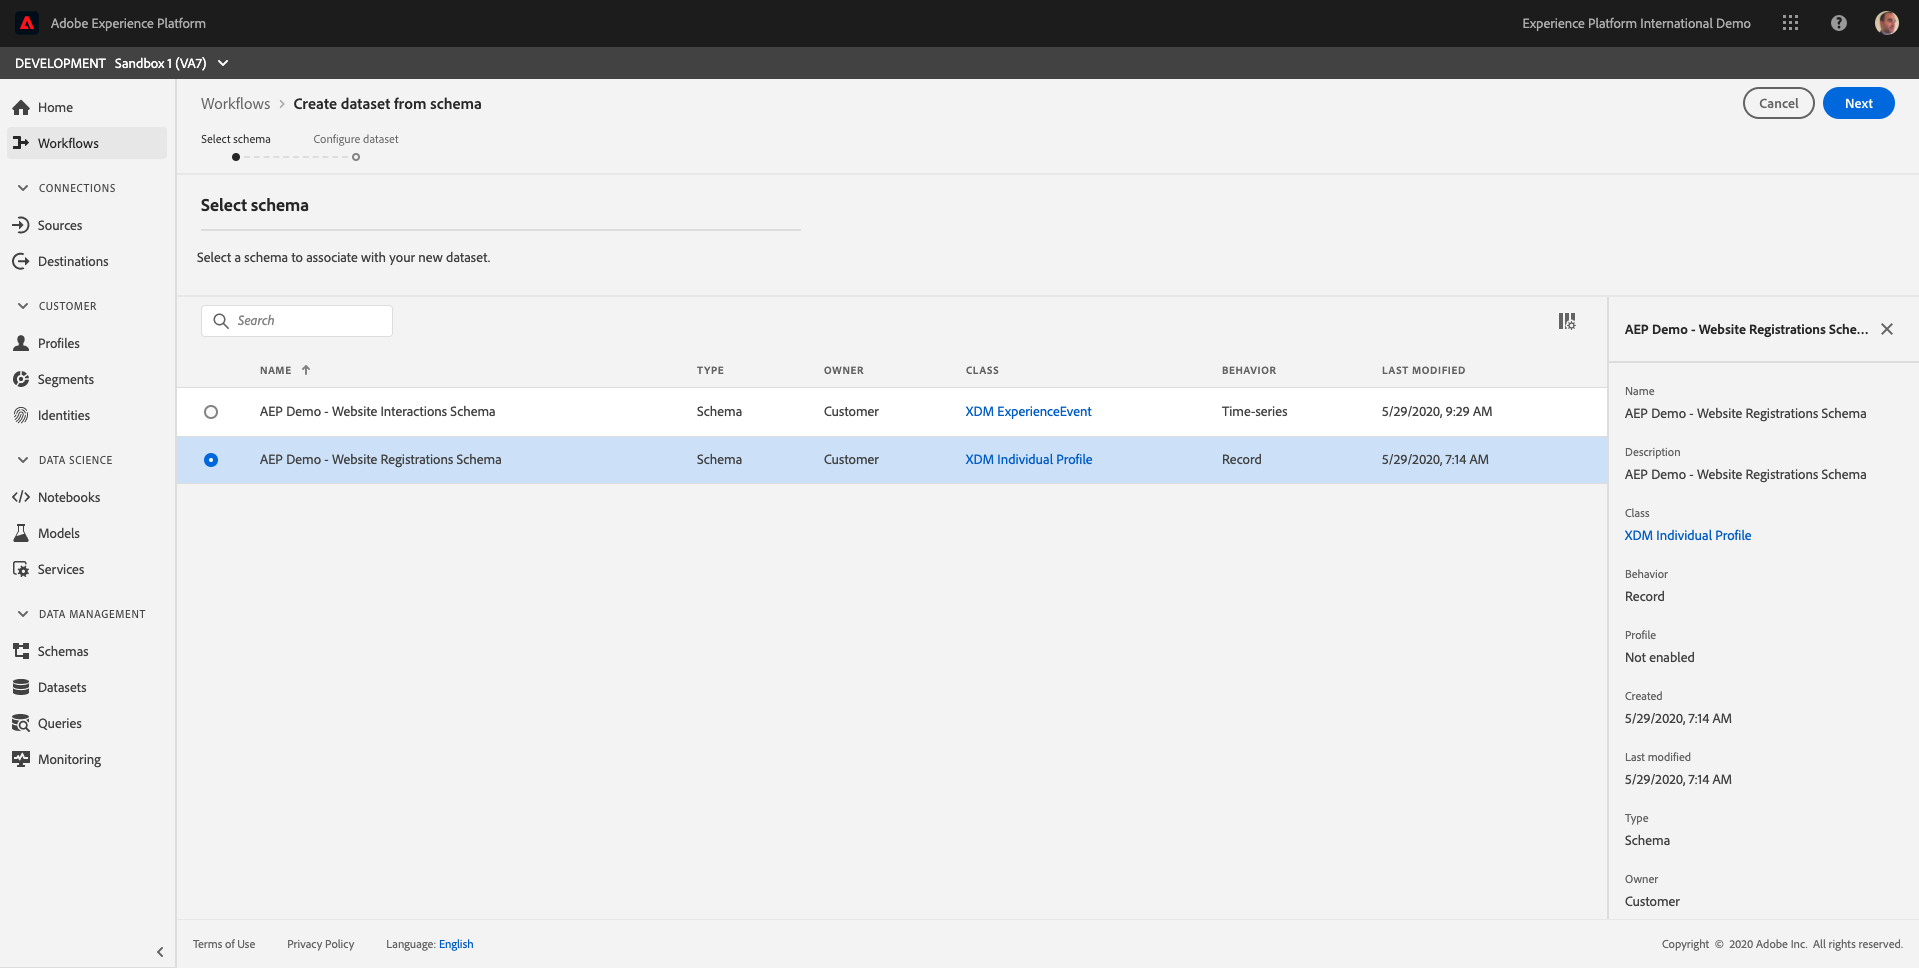 Adobe Experience Platform
Experience Platform International Demo
DEVELOPMENT Sandbox 1 (VA7)
Home
Workflows
CONNECTIONS
Sources
Destinations
CUSTOMER
Profiles
Segments
Identities
DATA SCIENCE
Notebooks
Models
Services
DATA MANAGEMENT
Schemas
Datasets
Queries
Monitoring
Workflows > Create dataset from schema
Cancel Next
Select schema Configure dataset
Select schema
Select a schema to associate with your new dataset.
Search
NAME TYPE OWNER CLASS BEHAVIOR LAST MODIFIED
AEP Demo - Website Interactions Schema Schema Customer XDM ExperienceEvent Time-series 5/29/2020, 9:29 AM
AEP Demo - Website Registrations Schema Schema Customer XDM Individual Profile Record 5/29/2020, 7:14 AM
AEP Demo - Website Registrations Sche...
Name
AEP Demo - Website Registrations Schema
Description
AEP Demo - Website Registrations Schema
Class
XDM Individual Profile
Behavior
Record
Profile
Not enabled
Created
5/29/2020, 7:14 AM
Last modified
5/29/2020, 7:14 AM
Type
Schema
Owner
Customer
Terms of Use Privacy Policy Language: English
Copyright © 2020 Adobe Inc. All rights reserved.